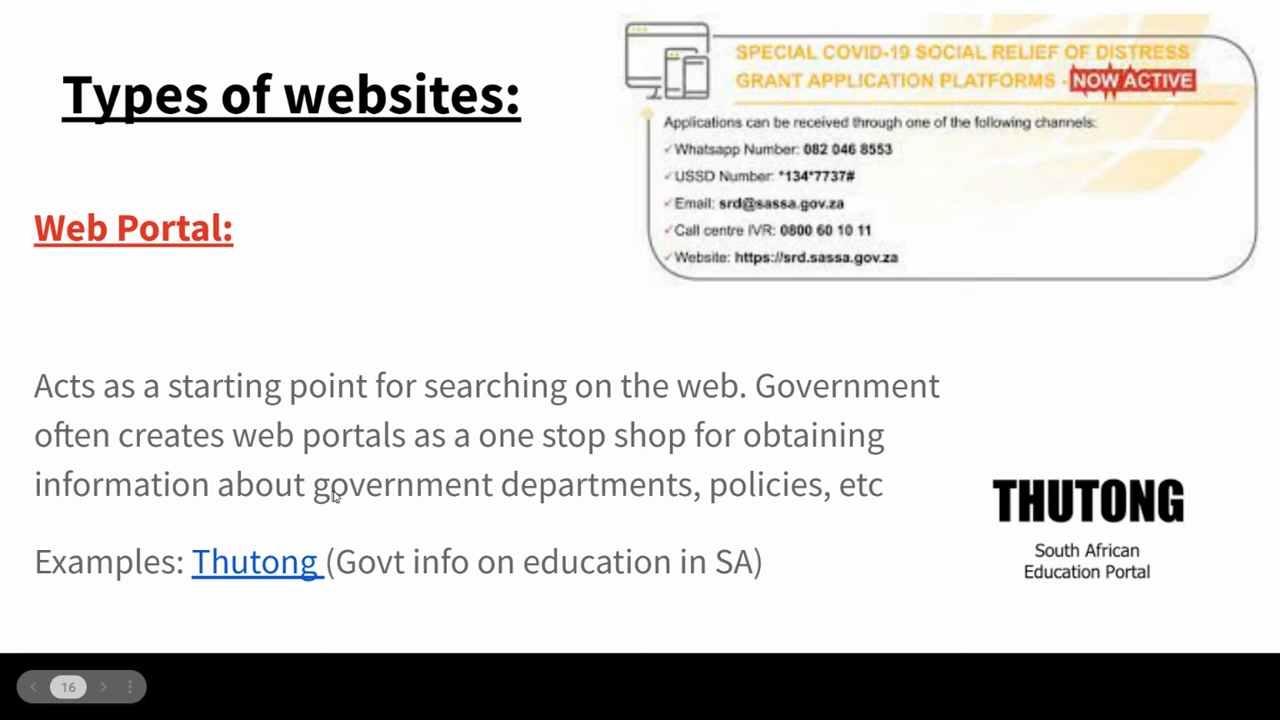 Types of websites:
SPECIAL COVID-19 SOCIAL RELIEF OF DISTRESS
GRANT APPLICATION PLATFORMS - NOW ACTIVE
Applications can be received through one of the following channels:
✓Whatsapp Number: 082 046 8553
✓USSD Number: *134*7737#
✓Email: srd@sassa.gov.za
✓Call centre IVR: 0800 60 10 11
✓Website: https://srd.sassa.gov.za
Web Portal:
Acts as a starting point for searching on the web. Government
often creates web portals as a one stop shop for obtaining
information about government departments, policies, etc
Examples: Thutong (Govt info on education in SA)
THUTONG
South African
Education Portal
16